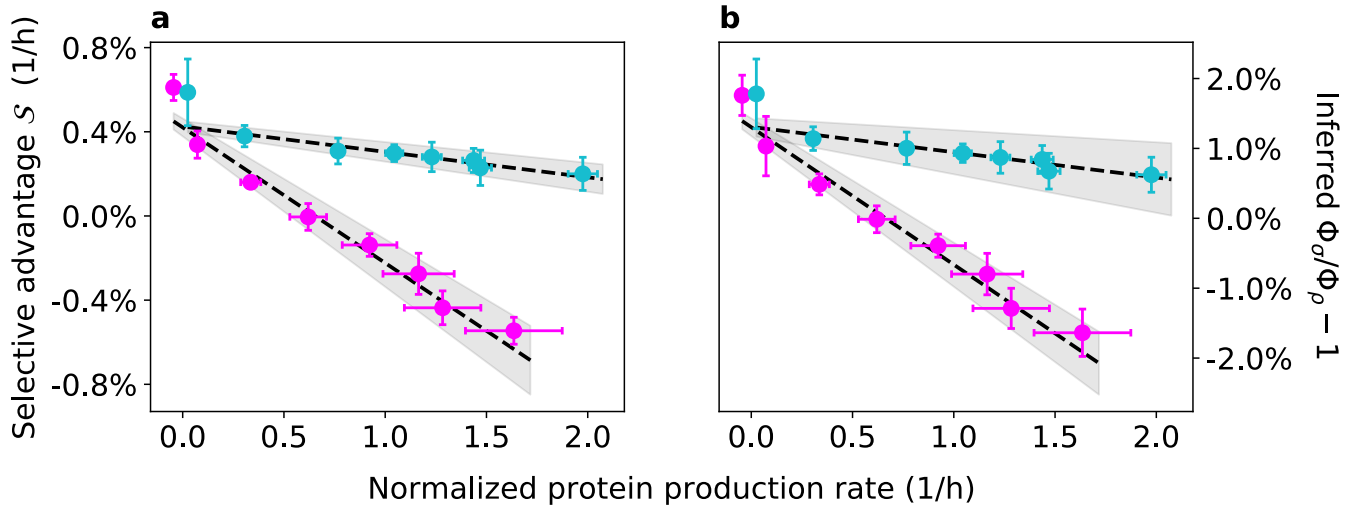 a
b
Selective advantage 𝒮 (1/h)
0.8%
0.4%
0.0%
-0.4%
-0.8%
0.0 0.5 1.0 1.5 2.0
0.0 0.5 1.0 1.5 2.0
2.0%
1.0%
0.0%
-1.0%
-2.0%
Inferred Φσ/Φρ − 1
Normalized protein production rate (1/h)